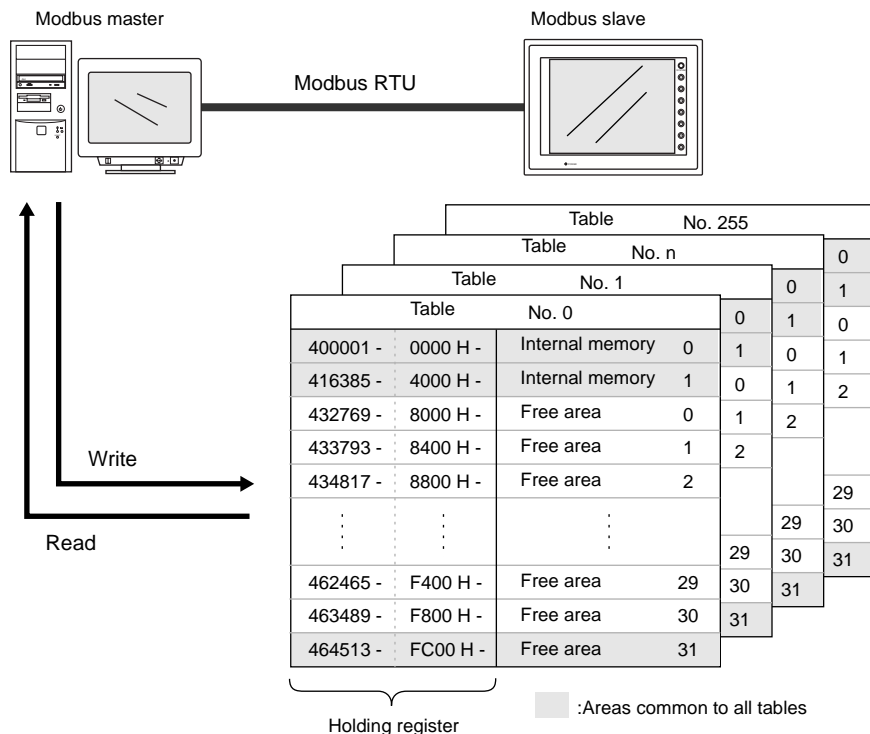 Modbus master
Modbus slave
Modbus RTU
Table No. 255
Table No. n
Table No. 1
Table No. 0
400001 - 0000 H - Internal memory 0
416385 - 4000 H - Internal memory 1
432769 - 8000 H - Free area 0
433793 - 8400 H - Free area 1
434817 - 8800 H - Free area 2
462465 - F400 H - Free area 29
463489 - F800 H - Free area 30
464513 - FC00 H - Free area 31
0
1
0
1
2
29
30
31
0
1
0
1
2
29
30
31
0
1
0
1
2
29
30
31
Write
Read
Holding register
:Areas common to all tables